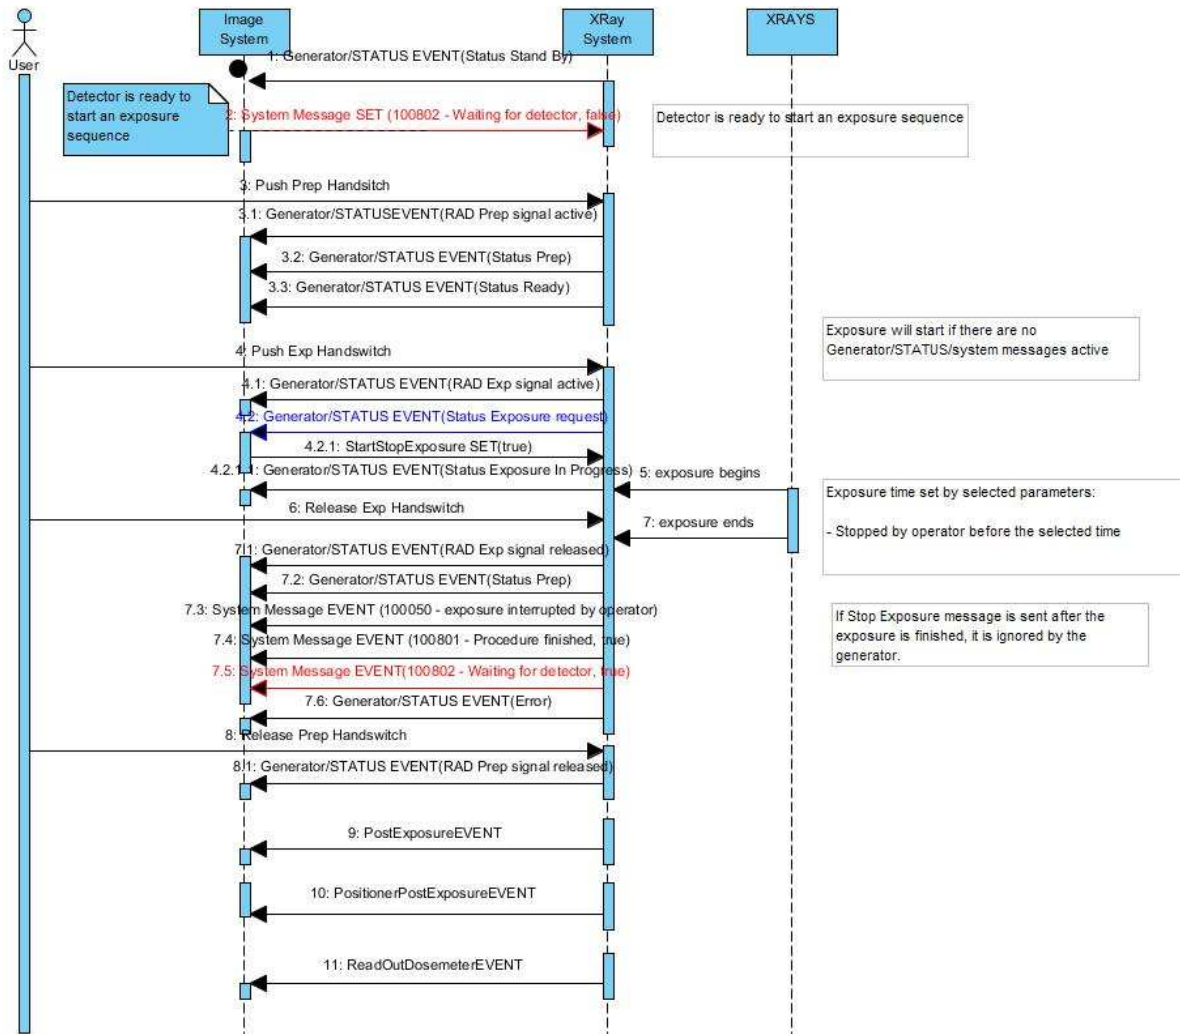 Image
System
XRay
System
XRAYS
User
1: Generator/STATUS EVENT(Status Stand By)
Detector is ready to
start an exposure
sequence
2: System Message SET (100802 - Waiting for detector, false)
Detector is ready to start an exposure sequence
3: Push Prep Handsitch
3.1: Generator/STATUSEVENT(RAD Prep signal active)
3.2: Generator/STATUS EVENT(Status Prep)
3.3: Generator/STATUS EVENT(Status Ready)
Exposure will start if there are no
Generator/STATUS/system messages active
4: Push Exp Handswitch
4.1: Generator/STATUS EVENT(RAD Exp signal active)
4.2: Generator/STATUS EVENT(Status Exposure request)
4.2.1: StartStopExposure SET(true)
4.2.1.1: Generator/STATUS EVENT(Status Exposure In Progress)
5: exposure begins
Exposure time set by selected parameters:
- Stopped by operator before the selected time
6: Release Exp Handswitch
7: exposure ends
7.1: Generator/STATUS EVENT(RAD Exp signal released)
7.2: Generator/STATUS EVENT(Status Prep)
7.3: System Message EVENT (100050 - exposure interrupted by operator)
If Stop Exposure message is sent after the
exposure is finished, it is ignored by the
generator.
7.4: System Message EVENT (100801 - Procedure finished, true)
7.5: System Message EVENT(100802 - Waiting for detector, true)
7.6: Generator/STATUS EVENT(Error)
8: Release Prep Handswitch
8.1: Generator/STATUS EVENT(RAD Prep signal released)
9: PostExposureEVENT
10: PositionerPostExposureEVENT
11: ReadOutDosemeterEVENT